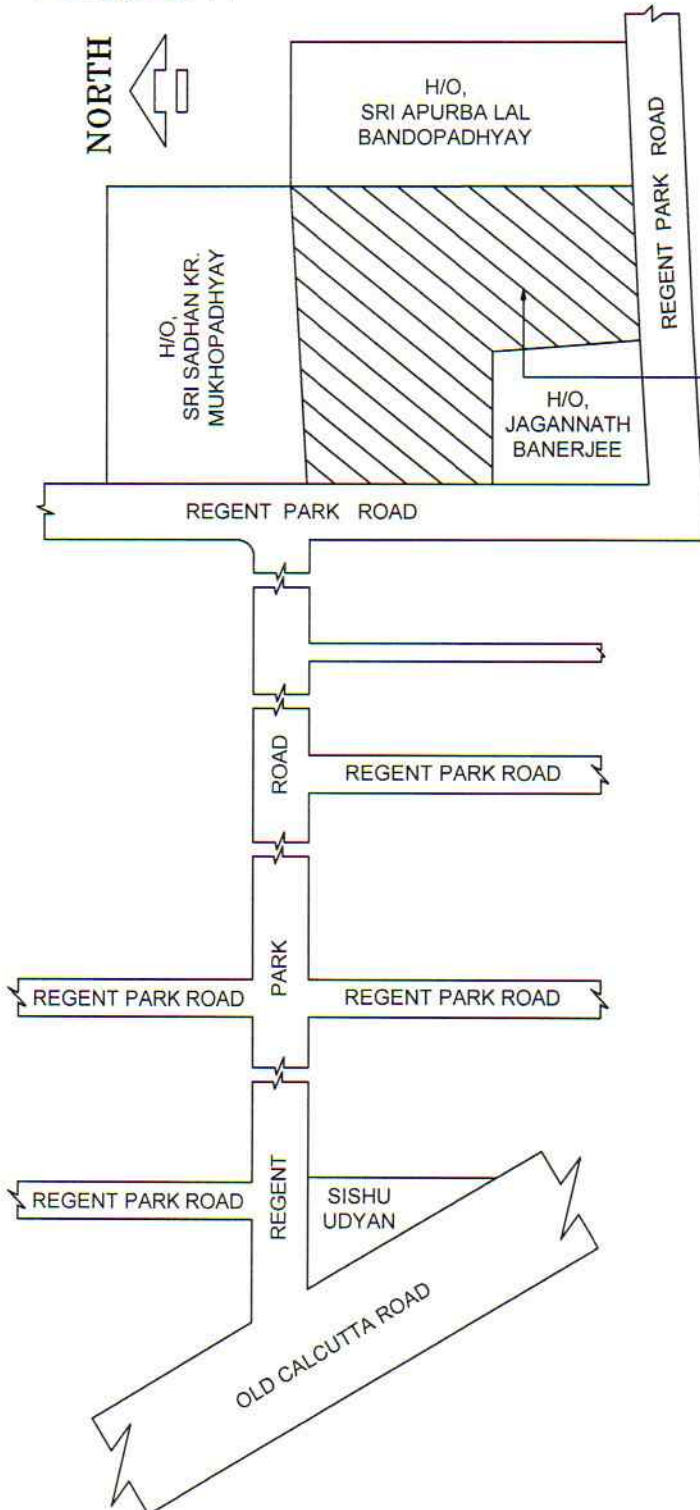 NORTH
H/O,
SRI APURBA LAL
BANDOPADHYAY
REGENT PARK ROAD
H/O,
SRI SADHAN KR.
MUKHOPADHYAY
H/O,
JAGANNATH
BANERJEE
REGENT PARK ROAD
ROAD
REGENT PARK ROAD
PARK
REGENT PARK ROAD
REGENT PARK ROAD
REGENT
REGENT PARK ROAD
SISHU
UDYAN
OLD CALCUTTA ROAD